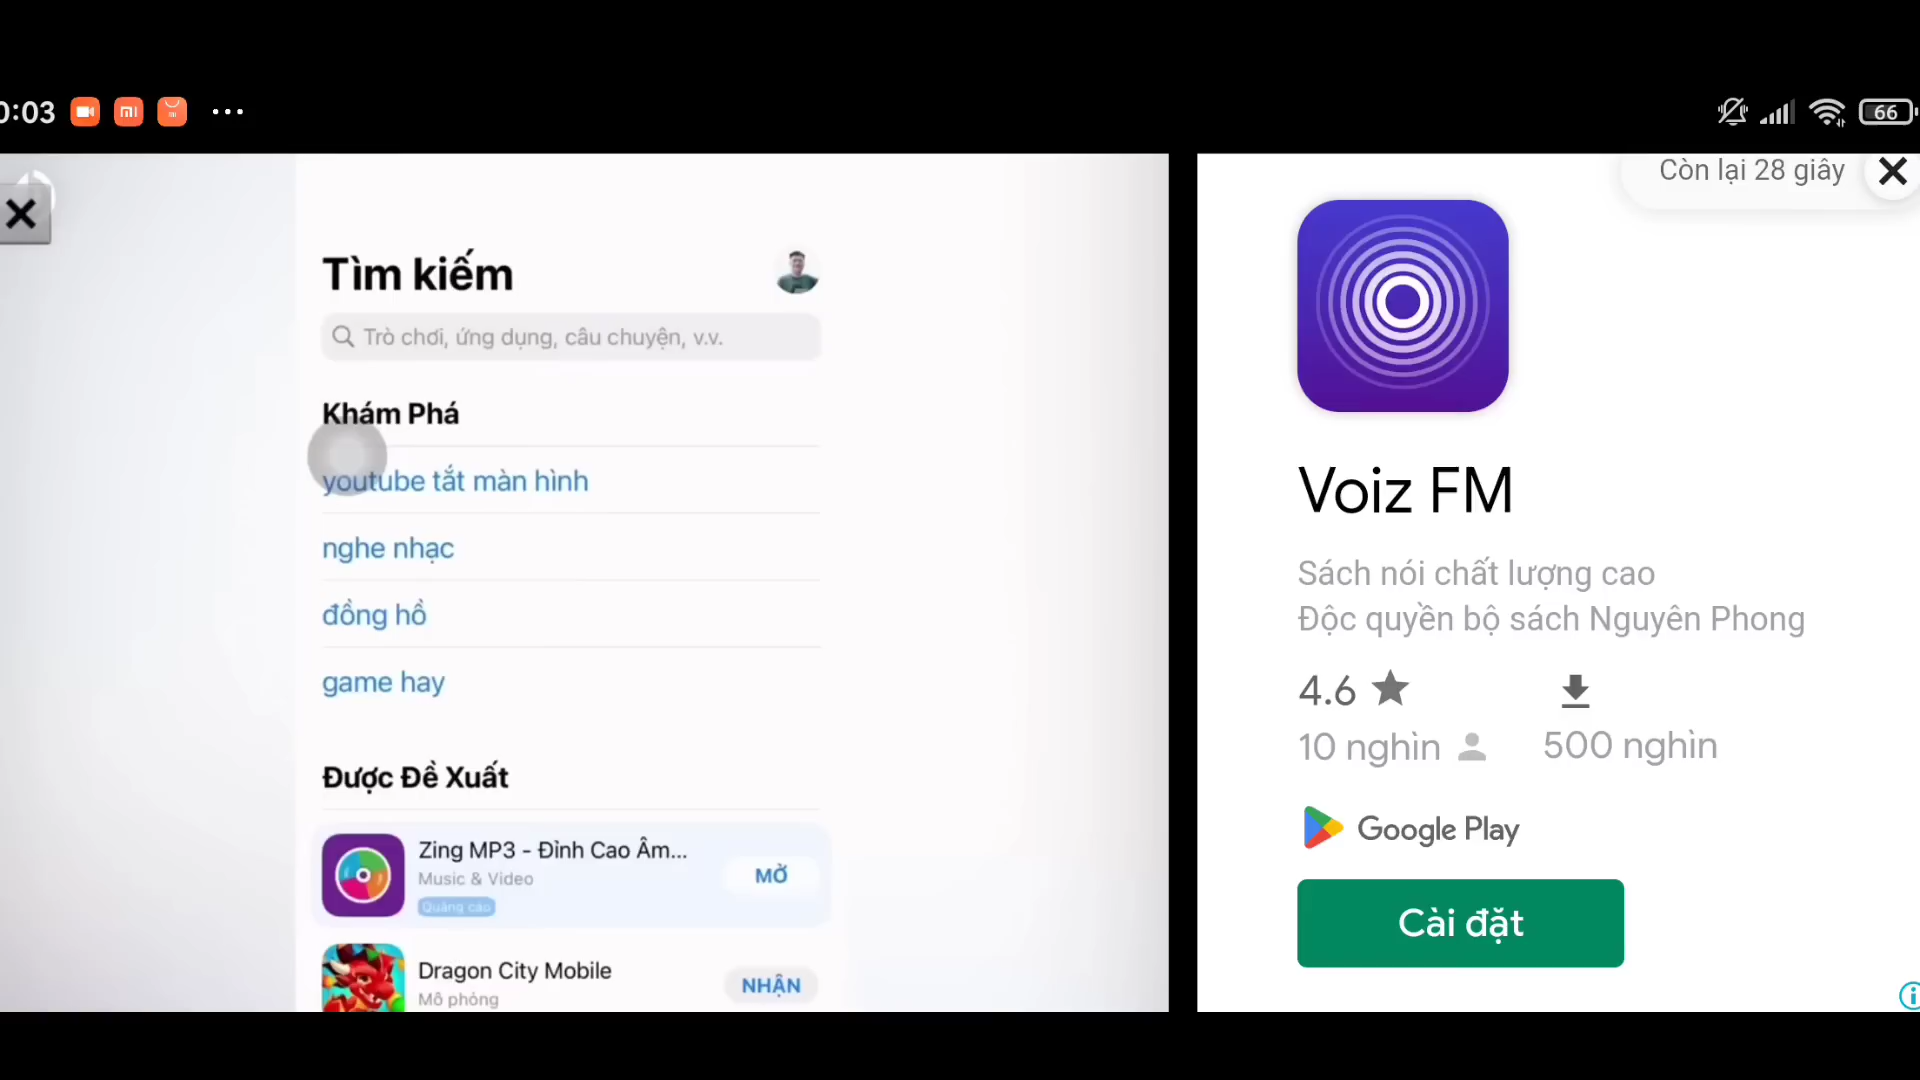 0:03
66
Tìm kiếm
Trò chơi, ứng dụng, câu chuyện, v.v.
Khám Phá
youtube tắt màn hình
nghe nhạc
đồng hồ
game hay
Được Đề Xuất
Zing MP3 - Đỉnh Cao Âm...
Music & Video
Quảng cáo
MỞ
Dragon City Mobile
Mô phỏng
NHẬN
Còn lại 28 giây
Voiz FM
Sách nói chất lượng cao
Độc quyền bộ sách Nguyên Phong
4.6
10 nghìn
500 nghìn
Google Play
Cài đặt